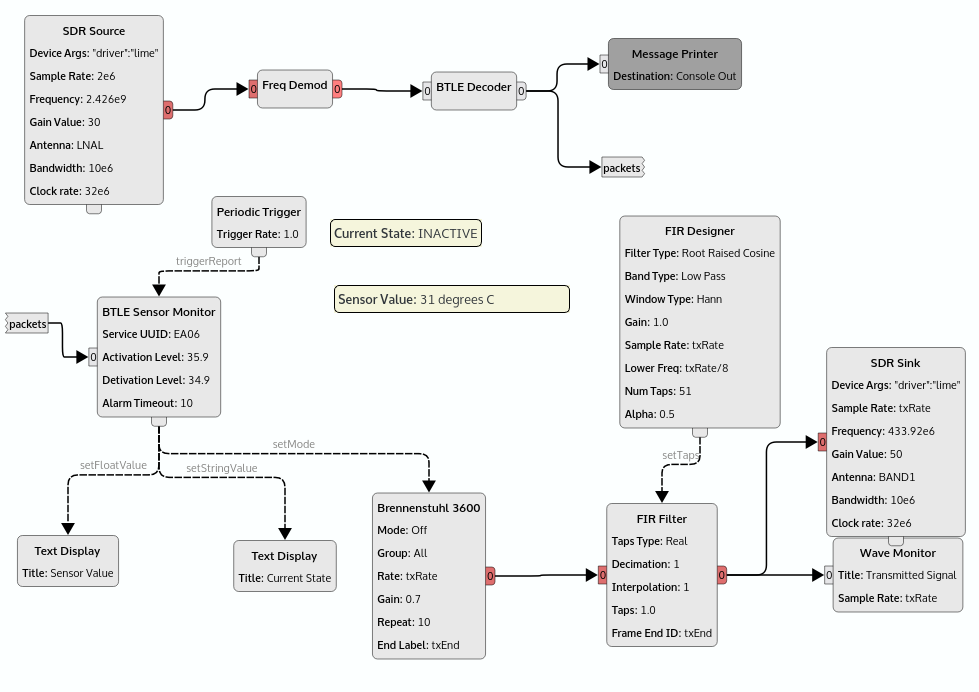 SDR Source
Device Args: "driver":"lime"
Sample Rate: 2e6
Frequency: 2.426e9
Gain Value: 30
Antenna: LNAL
Bandwidth: 10e6
Clock rate: 32e6
0
0
Freq Demod
0
0
BTLE Decoder
0
0
Message Printer
Destination: Console Out
packets
Periodic Trigger
Trigger Rate: 1.0
triggerReport
Current State: INACTIVE
Sensor Value: 31 degrees C
packets
0
BTLE Sensor Monitor
Service UUID: EA06
Activation Level: 35.9
Detivation Level: 34.9
Alarm Timeout: 10
setFloatValue
setStringValue
setMode
Text Display
Title: Sensor Value
Text Display
Title: Current State
Brennenstuhl 3600
Mode: Off
Group: All
Rate: txRate
Gain: 0.7
Repeat: 10
End Label: txEnd
0
FIR Designer
Filter Type: Root Raised Cosine
Band Type: Low Pass
Window Type: Hann
Gain: 1.0
Sample Rate: txRate
Lower Freq: txRate/8
Num Taps: 51
Alpha: 0.5
setTaps
0
FIR Filter
Taps Type: Real
Decimation: 1
Interpolation: 1
Taps: 1.0
Frame End ID: txEnd
0
0
SDR Sink
Device Args: "driver":"lime"
Sample Rate: txRate
Frequency: 433.92e6
Gain Value: 50
Antenna: BAND1
Bandwidth: 10e6
Clock rate: 32e6
0
Wave Monitor
Title: Transmitted Signal
Sample Rate: txRate